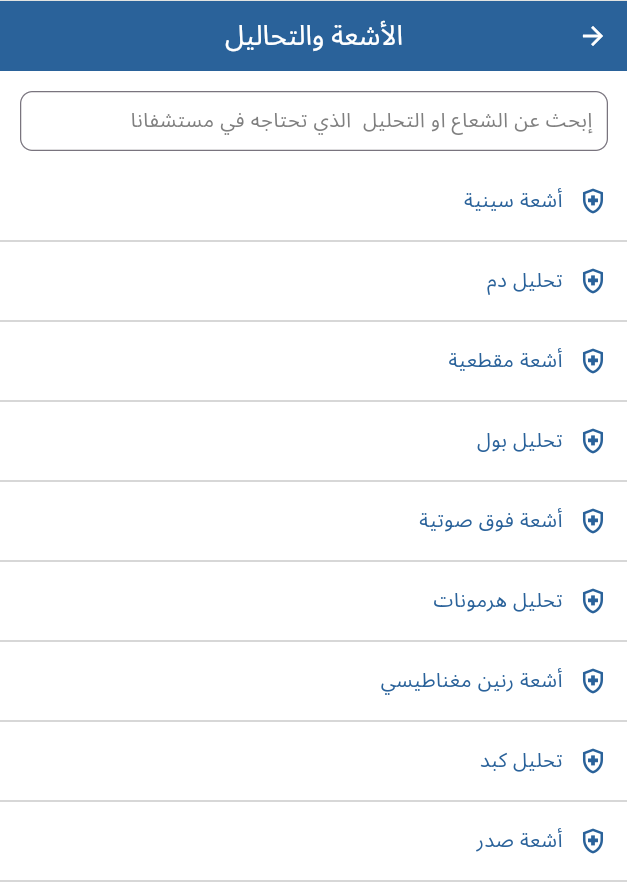 الأشعة والتحاليل
إبحث عن الشعاع او التحليل  الذي تحتاجه في مستشفانا
أشعة سينية
تحليل دم
أشعة مقطعية
تحليل بول
أشعة فوق صوتية
تحليل هرمونات
أشعة رنين مغناطيسي
تحليل كبد
أشعة صدر